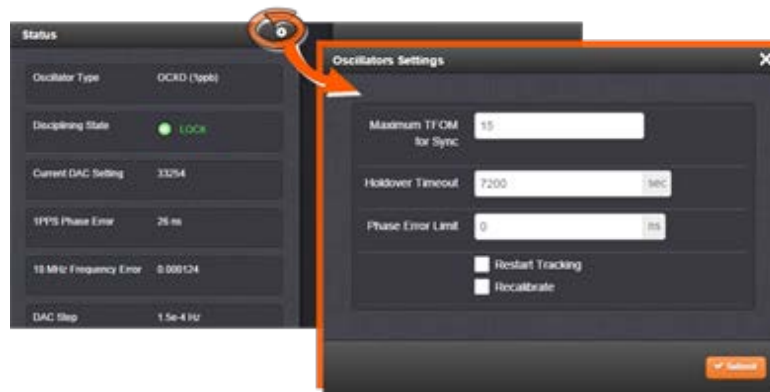 Status
Oscillator Type OCXO (1ppb)
Disciplining State LOCK
Current DAC Setting 33254
1PPS Phase Error 26 ns
10 MHz Frequency Error 0.000124
DAC Step 1.5e-4 Hz
Oscillators Settings
Maximum TFOM
for Sync
15
Holdover Timeout 7200 sec
Phase Error Limit 0 ns
Restart Tracking
Recalibrate
Submit